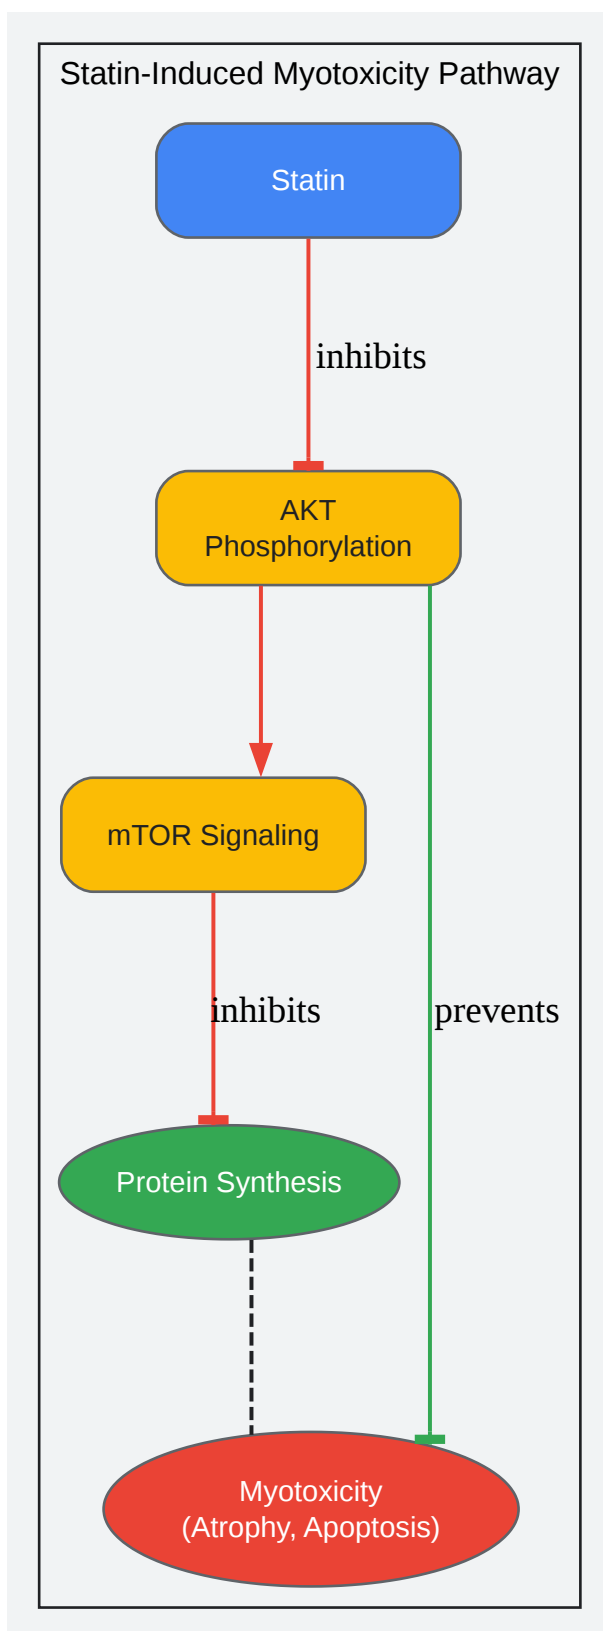 Statin-Induced Myotoxicity Pathway
Statin
inhibits
AKT
Phosphorylation
mTOR Signaling
inhibits
prevents
Protein Synthesis
Myotoxicity
(Atrophy, Apoptosis)